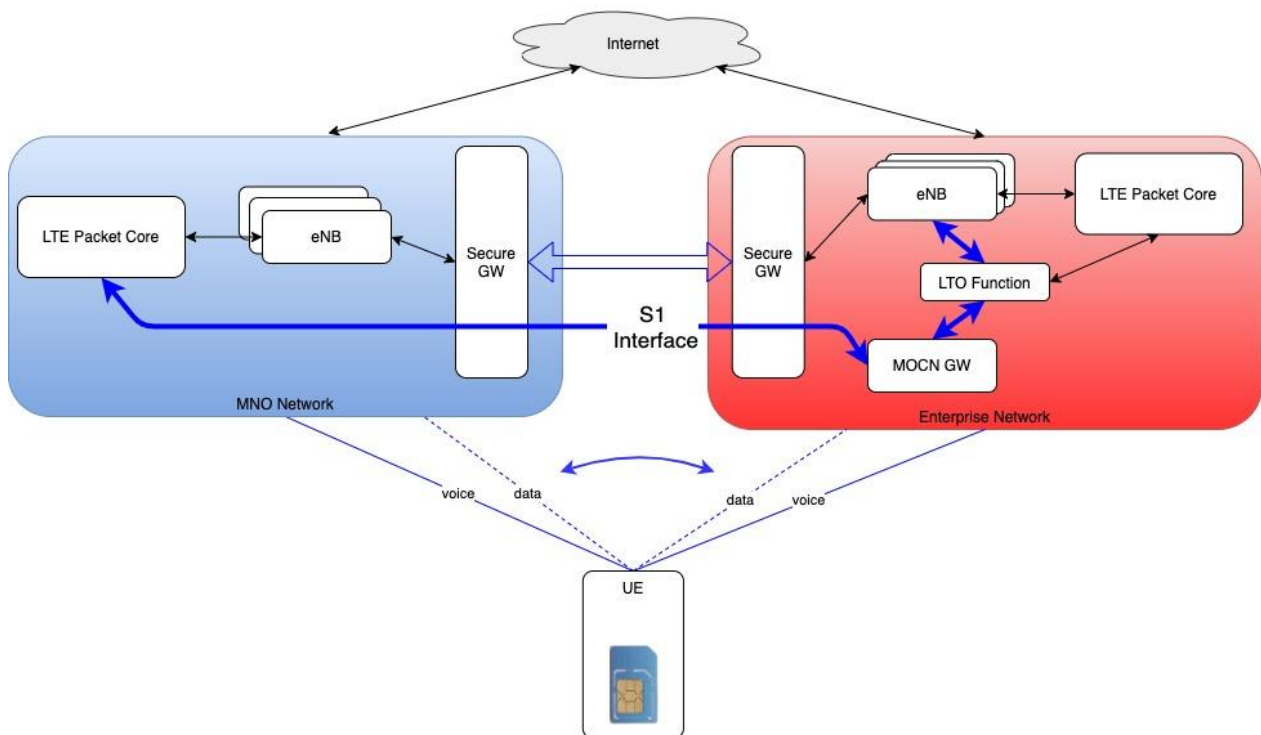 Internet
LTE Packet Core
eNB
Secure
GW
Secure
GW
eNB
LTE Packet Core
LTO Function
S1
Interface
MOCN GW
MNO Network
Enterprise Network
voice
data
data
voice
UE